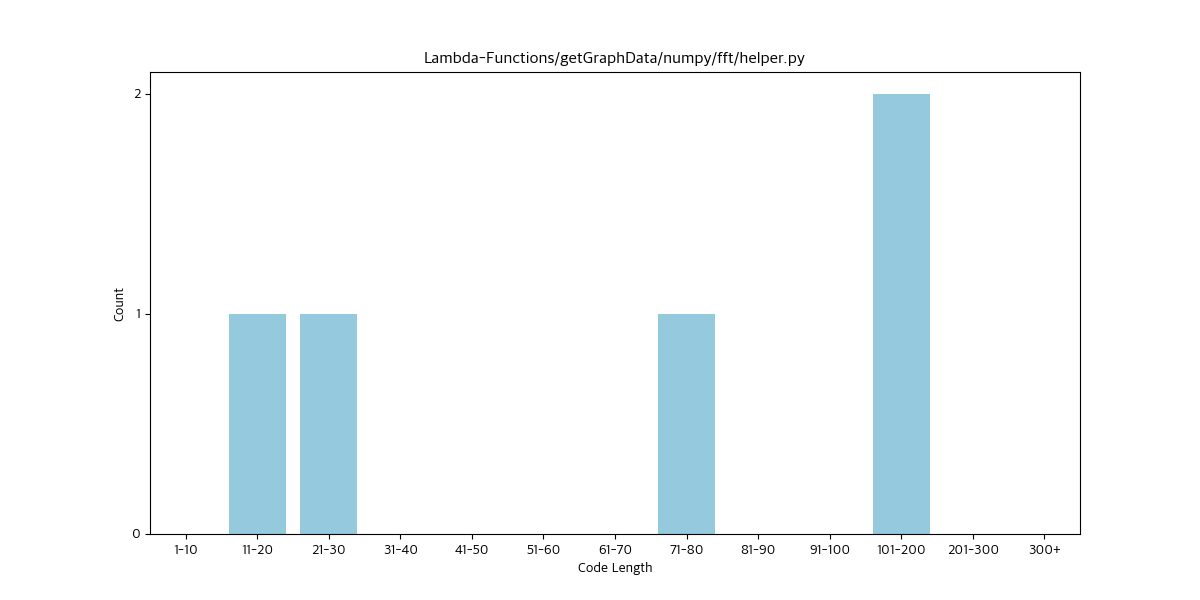 Lambda-Functions/getGraphData/numpy/fft/helper.py
2
1
0
Count
1-10 11-20 21-30 31-40 41-50 51-60 61-70 71-80 81-90 91-100 101-200 201-300 300+
Code Length